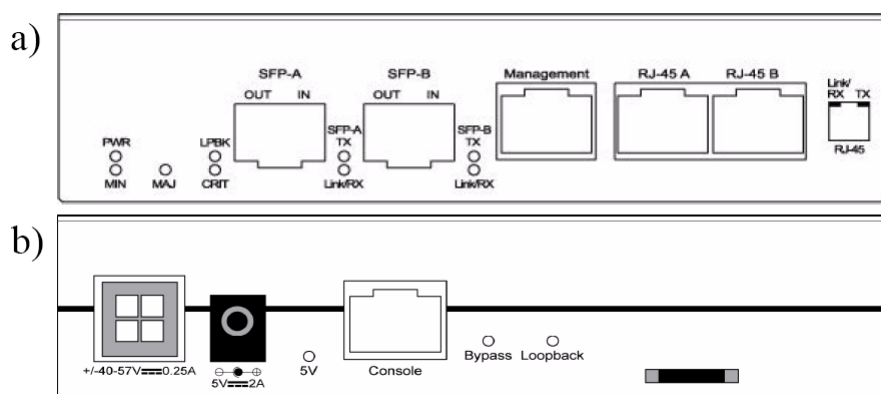 a)
SFP-A
SFP-B
Management
RJ-45 A
RJ-45 B
OUT IN
OUT IN
Link/
RX TX
RJ-45
PWR
MIN
MAJ
LPBK
CRIT
SFP-A
TX
Link/RX
SFP-B
TX
Link/RX
b)
+/-40-57V⎓0.25A
5V⎓2A
5V
Console
Bypass
Loopback